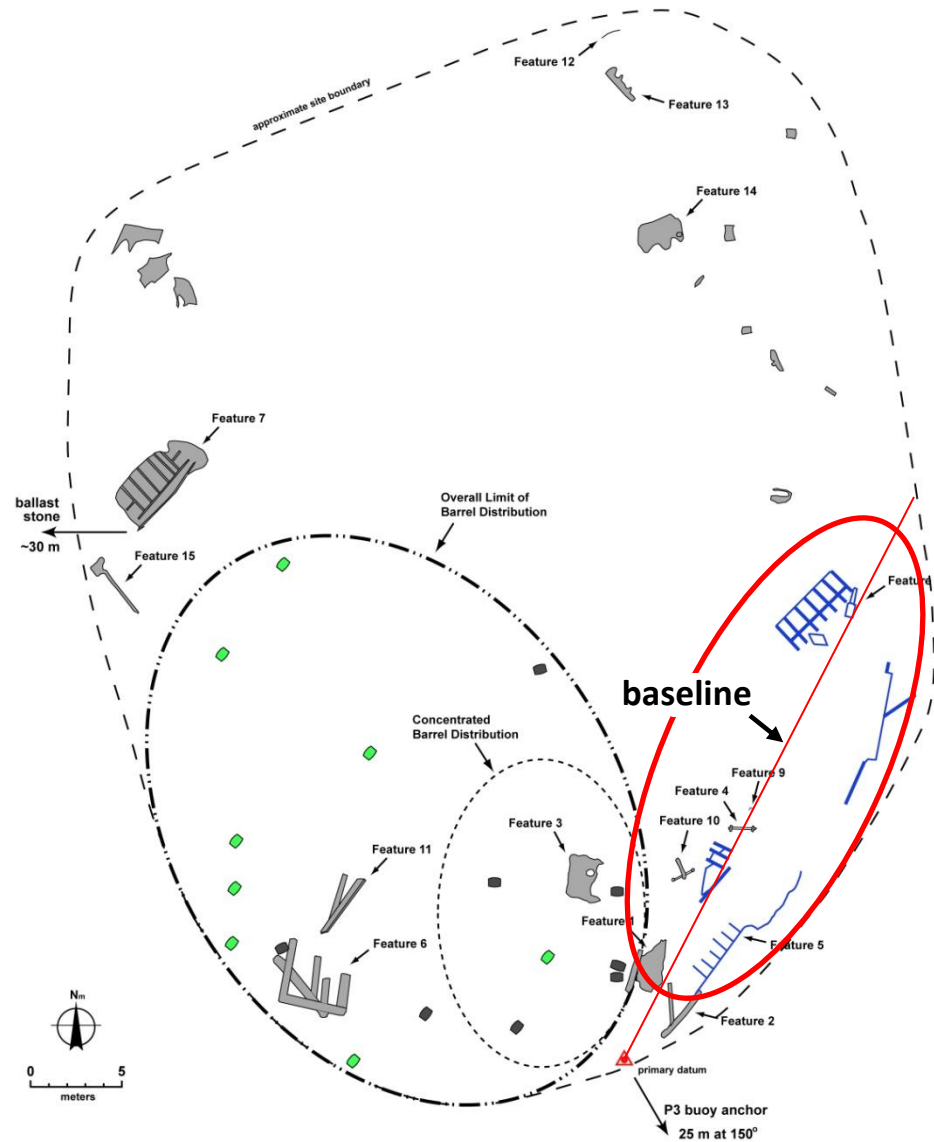 Feature 12
Feature 13
approximate site boundary
Feature 14
Feature 7
ballast
stone
~30 m
Feature 15
Overall Limit of
Barrel Distribution
Feature
baseline
Concentrated
Barrel Distribution
Feature 9
Feature 4
Feature 10
Feature 3
Feature 11
Feature 1
Feature 5
Feature 6
Nm
Feature 2
primary datum
0 5
meters
P3 buoy anchor
25 m at 150°